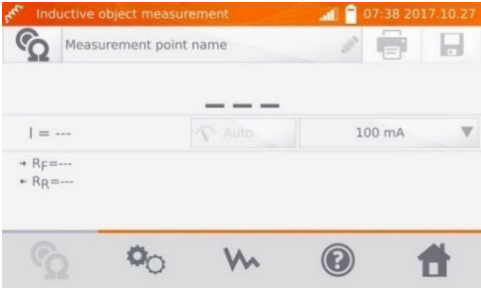 Inductive object measurement 07:38 2017.10.27
Measurement point name
---
I = --- Auto 100 mA
→ RF=---
← RR=---